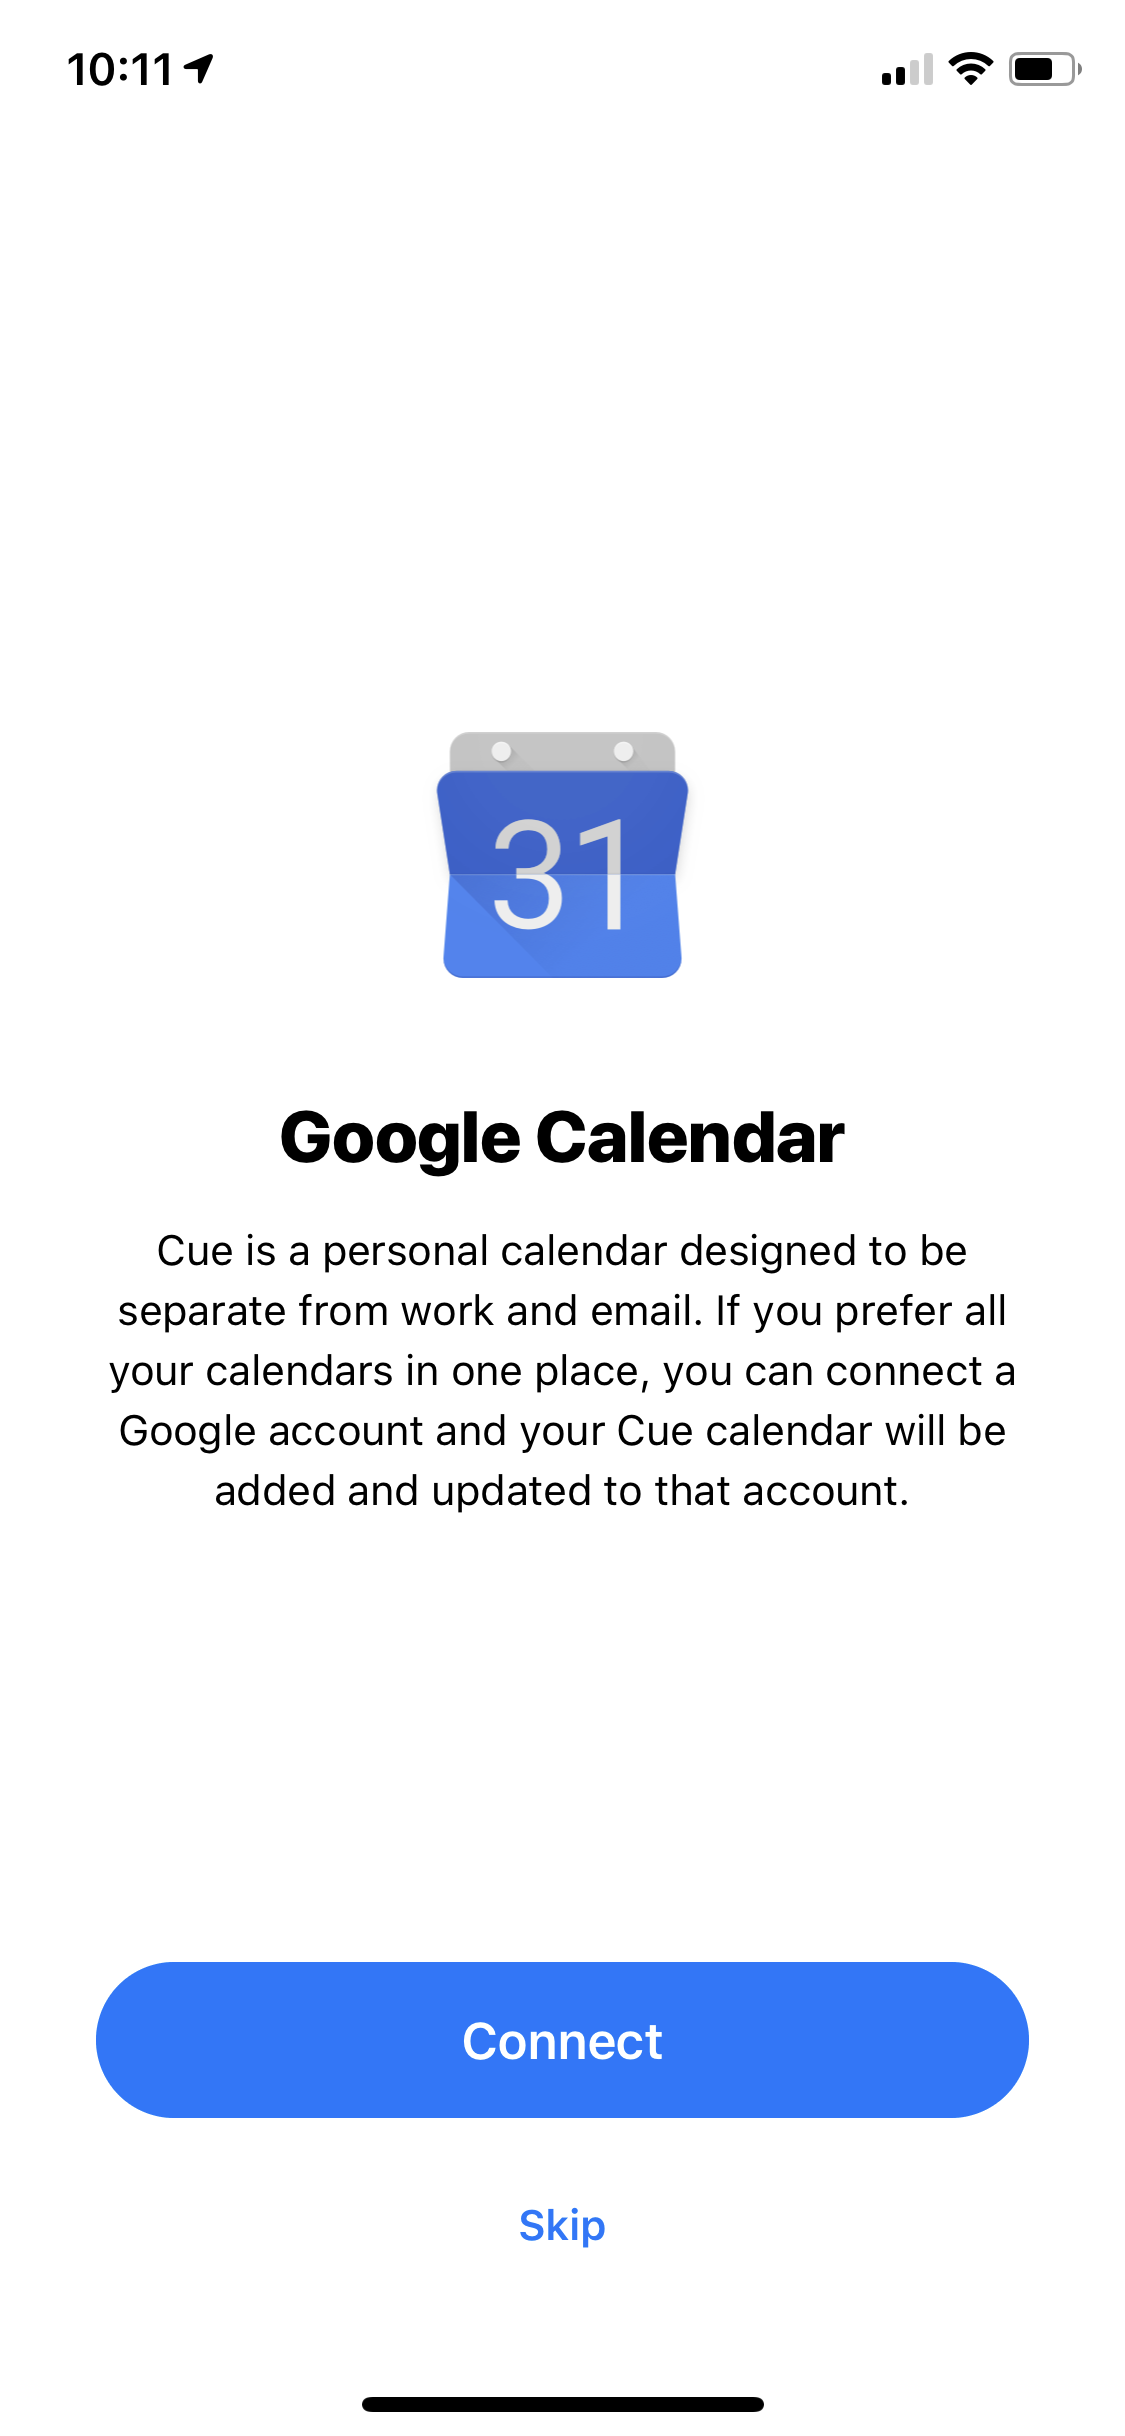 10:11
31
Google Calendar
Cue is a personal calendar designed to be
separate from work and email. If you prefer all
your calendars in one place, you can connect a
Google account and your Cue calendar will be
added and updated to that account.
Connect
Skip